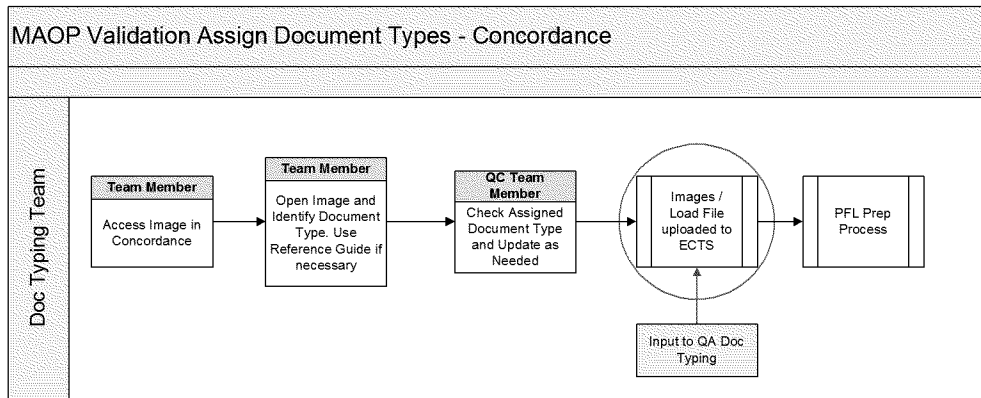 MAOP Validation Assign Document Types - Concordance
Doc Typing Team
Team Member
Access Image in
Concordance
Team Member
Open Image and
Identify Document
Type. Use
Reference Guide if
necessary
QC Team
Member
Check Assigned
Document Type
and Update as
Needed
Images /
Load File
uploaded to
ECTS
PFL Prep
Process
Input to QA Doc
Typing